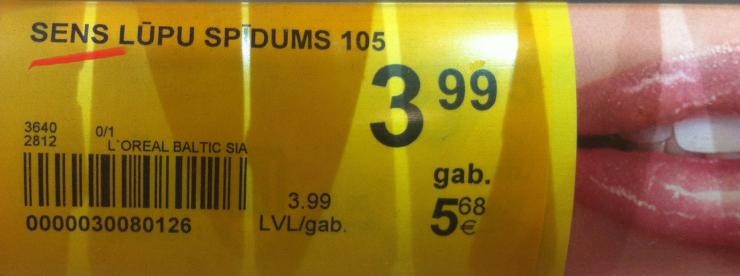 SENS LŪPU SPĪDUMS 105
3 99
3640 0/1
2812
L`OREAL BALTIC SIA
gab.
3.99
5 68 €
0000030080126
LVL/gab.